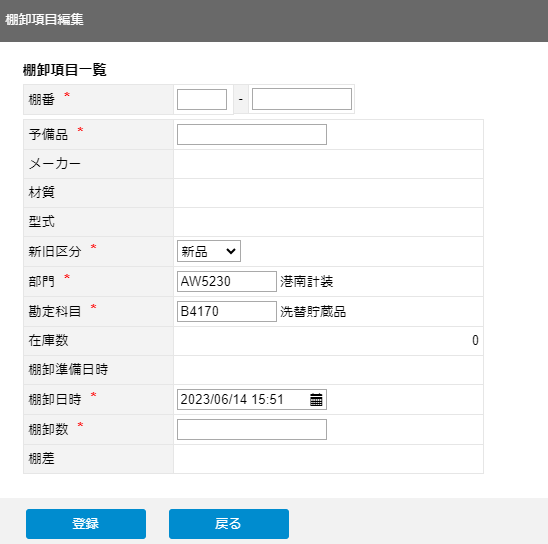 棚卸項目編集
棚卸項目一覧
棚番 * -
予備品 *
メーカー
材質
型式
新旧区分 * 新品
部門 * AW5230 港南計装
勘定科目 * B4170 洗替貯蔵品
在庫数 0
棚卸準備日時
棚卸日時 * 2023/06/14 15:51
棚卸数 *
棚差
登録 戻る